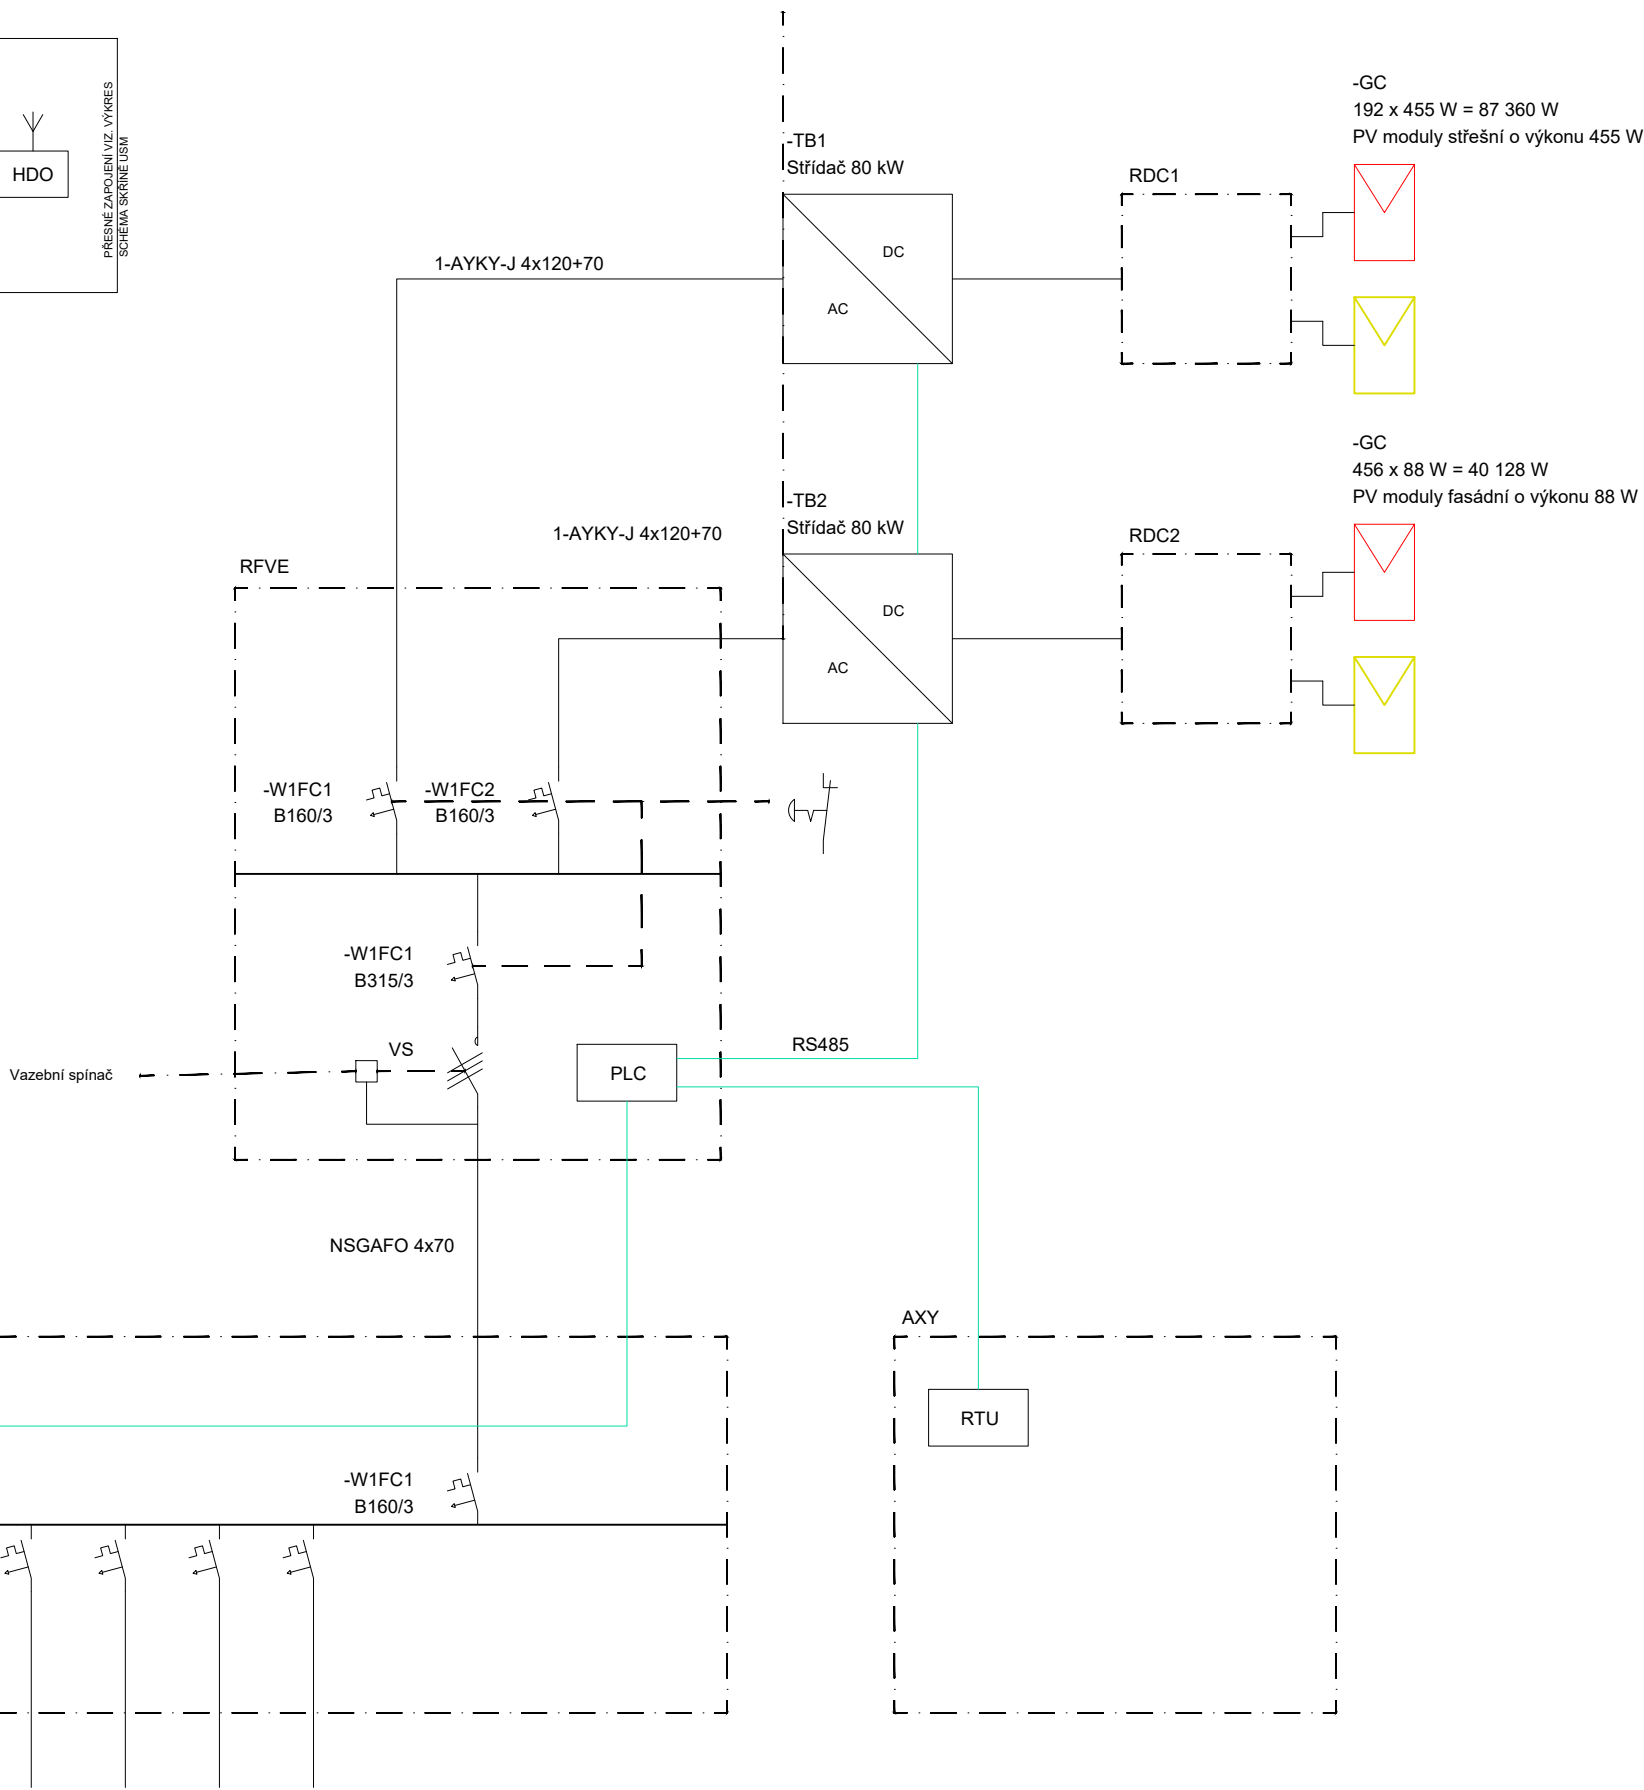 -GC
192 x 455 W = 87 360 W
PV moduly střešní o výkonu 455 W
HDO
PŘESNÉ ZAPOJENÍ VIZ. VÝKRES
SCHÉMA SKŘÍNĚ USM
-TB1
Střídač 80 kW
RDC1
DC
AC
1-AYKY-J 4x120+70
-GC
456 x 88 W = 40 128 W
PV moduly fasádní o výkonu 88 W
-TB2
Střídač 80 kW
1-AYKY-J 4x120+70
RDC2
RFVE
DC
AC
-W1FC1
B160/3
-W1FC2
B160/3
-W1FC1
B315/3
VS
Vazební spínač
PLC
RS485
NSGAFO 4x70
AXY
RTU
-W1FC1
B160/3